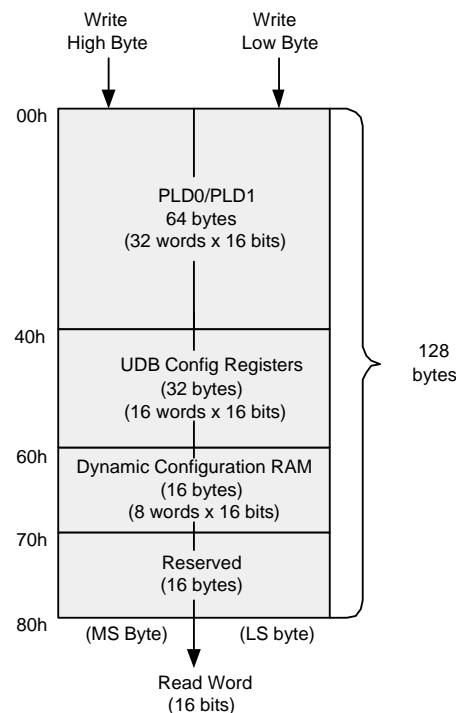 Write
High Byte
Write
Low Byte
00h
PLD0/PLD1
64 bytes
(32 words x 16 bits)
40h
128
bytes
UDB Config Registers
(32 bytes)
(16 words x 16 bits)
60h
Dynamic Configuration RAM
(16 bytes)
(8 words x 16 bits)
70h
Reserved
(16 bytes)
80h
(MS Byte)
(LS byte)
Read Word
(16 bits)